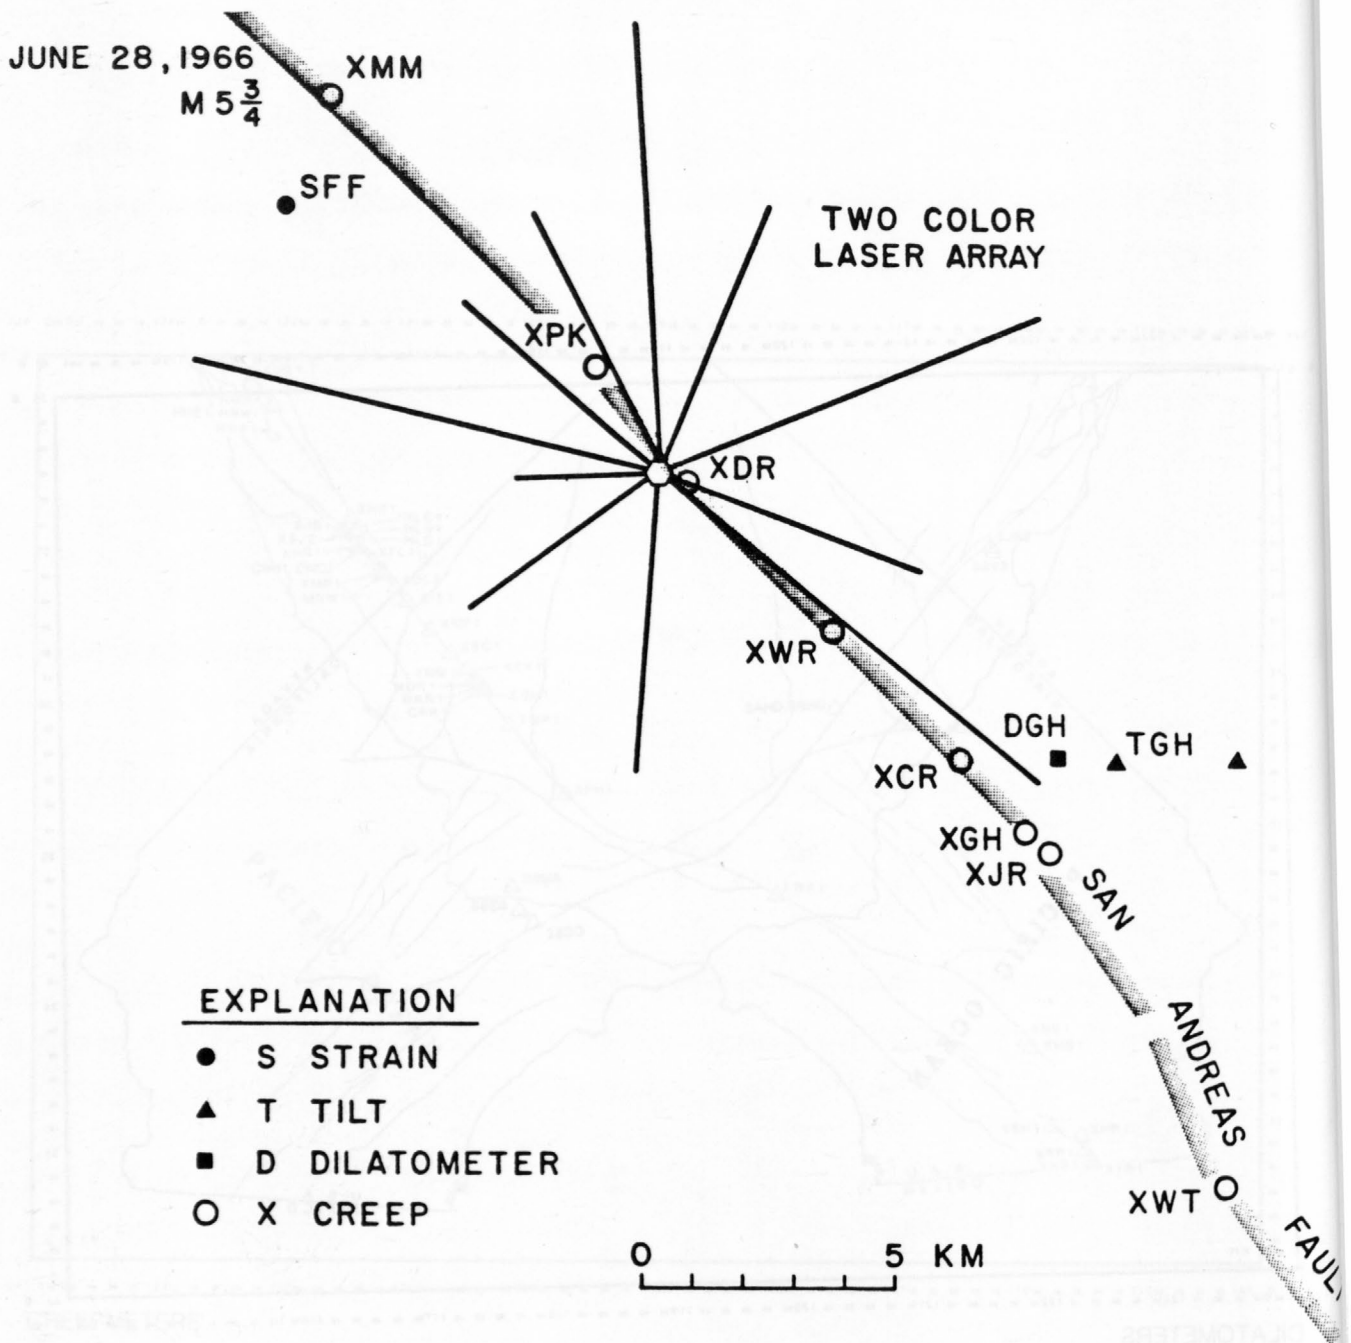 JUNE 28, 1966
M 5 3/4
XMM
SFF
TWO COLOR
LASER ARRAY
XPK
XDR
XWR
DGH
TGH
XCR
XGH
XJR
SAN
ANDREAS
FAULT
XWT
EXPLANATION
S STRAIN
T TILT
D DILATOMETER
X CREEP
0 5 KM